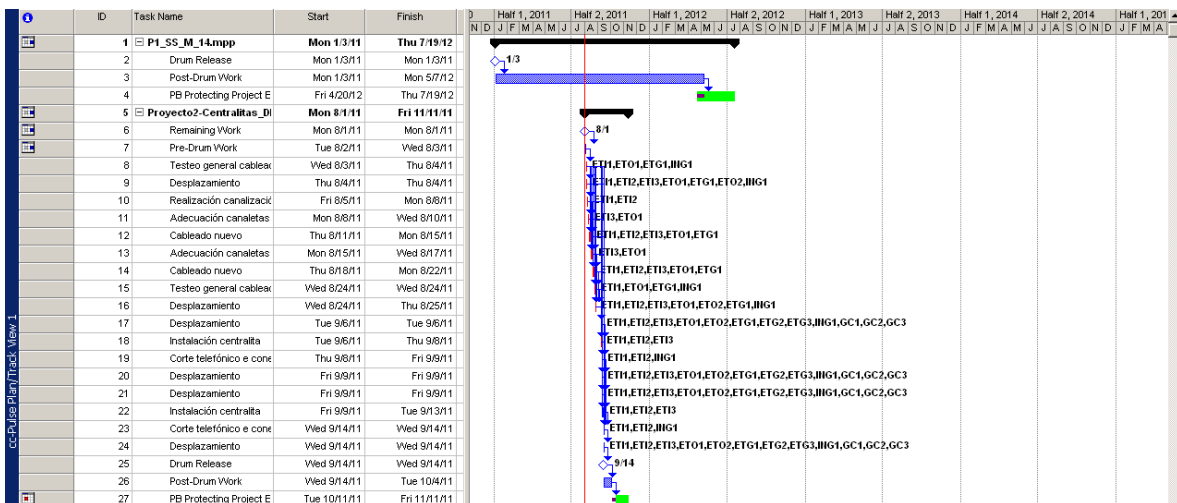 ID Task Name Start Finish Half 1, 2011 Half 2, 2011 Half 1, 2012 Half 2, 2012 Half 1, 2013 Half 2, 2013 Half 1, 2014 Half 2, 2014 Half 1, 201
N D J F M A M J J A S O N D J F M A M J J A S O N D J F M A M J J A S O N D J F M A M J J A S O N D J F M A
1 P1_SS_M_14.mpp Mon 1/3/11 Thu 7/19/12
2 Drum Release Mon 1/3/11 Mon 1/3/11 1/3
3 Post-Drum Work Mon 1/3/11 Mon 5/7/12
4 PB Protecting Project E Fri 4/20/12 Thu 7/19/12
5 Proyecto2-Centralitas_DI Mon 8/1/11 Fri 11/11/11
6 Remaining Work Mon 8/1/11 Mon 8/1/11 8/1
7 Pre-Drum Work Tue 8/2/11 Wed 8/3/11
8 Testeo general cablead Wed 8/3/11 Thu 8/4/11 ETI1,ETO1,ETG1,ING1
9 Desplazamiento Thu 8/4/11 Thu 8/4/11 ETI1,ETI2,ETI3,ETO1,ETG1,ETO2,ING1
10 Realización canalizació Fri 8/5/11 Mon 8/8/11 ETI1,ETI2
11 Adecuación canaletas Mon 8/8/11 Wed 8/10/11 ETI3,ETO1
12 Cableado nuevo Thu 8/11/11 Mon 8/15/11 ETI1,ETI2,ETI3,ETO1,ETG1
13 Adecuación canaletas Mon 8/15/11 Wed 8/17/11 ETI3,ETO1
14 Cableado nuevo Thu 8/18/11 Mon 8/22/11 ETI1,ETI2,ETI3,ETO1,ETG1
15 Testeo general cablead Wed 8/24/11 Wed 8/24/11 ETI1,ETO1,ETG1,ING1
16 Desplazamiento Wed 8/24/11 Thu 8/25/11 ETI1,ETI2,ETI3,ETO1,ETO2,ETG1,ING1
17 Desplazamiento Tue 9/6/11 Tue 9/6/11 ETI1,ETI2,ETI3,ETO1,ETO2,ETG1,ETG2,ETG3,ING1,GC1,GC2,GC3
18 Instalación centralita Tue 9/6/11 Thu 9/8/11 ETI1,ETI2,ETI3
19 Corte telefónico e cone Thu 9/8/11 Fri 9/9/11 ETI1,ETI2,ING1
20 Desplazamiento Fri 9/9/11 Fri 9/9/11 ETI1,ETI2,ETI3,ETO1,ETO2,ETG1,ETG2,ETG3,ING1,GC1,GC2,GC3
21 Desplazamiento Fri 9/9/11 Fri 9/9/11 ETI1,ETI2,ETI3,ETO1,ETO2,ETG1,ETG2,ETG3,ING1,GC1,GC2,GC3
22 Instalación centralita Fri 9/9/11 Tue 9/13/11 ETI1,ETI2,ETI3
23 Corte telefónico e cone Wed 9/14/11 Wed 9/14/11 ETI1,ETI2,ING1
24 Desplazamiento Wed 9/14/11 Wed 9/14/11 ETI1,ETI2,ETI3,ETO1,ETO2,ETG1,ETG2,ETG3,ING1,GC1,GC2,GC3
25 Drum Release Wed 9/14/11 Wed 9/14/11 9/14
26 Post-Drum Work Wed 9/14/11 Tue 10/4/11
27 PB Protecting Project E Tue 10/11/11 Fri 11/11/11
cc-Pulse Plan/Track View 1